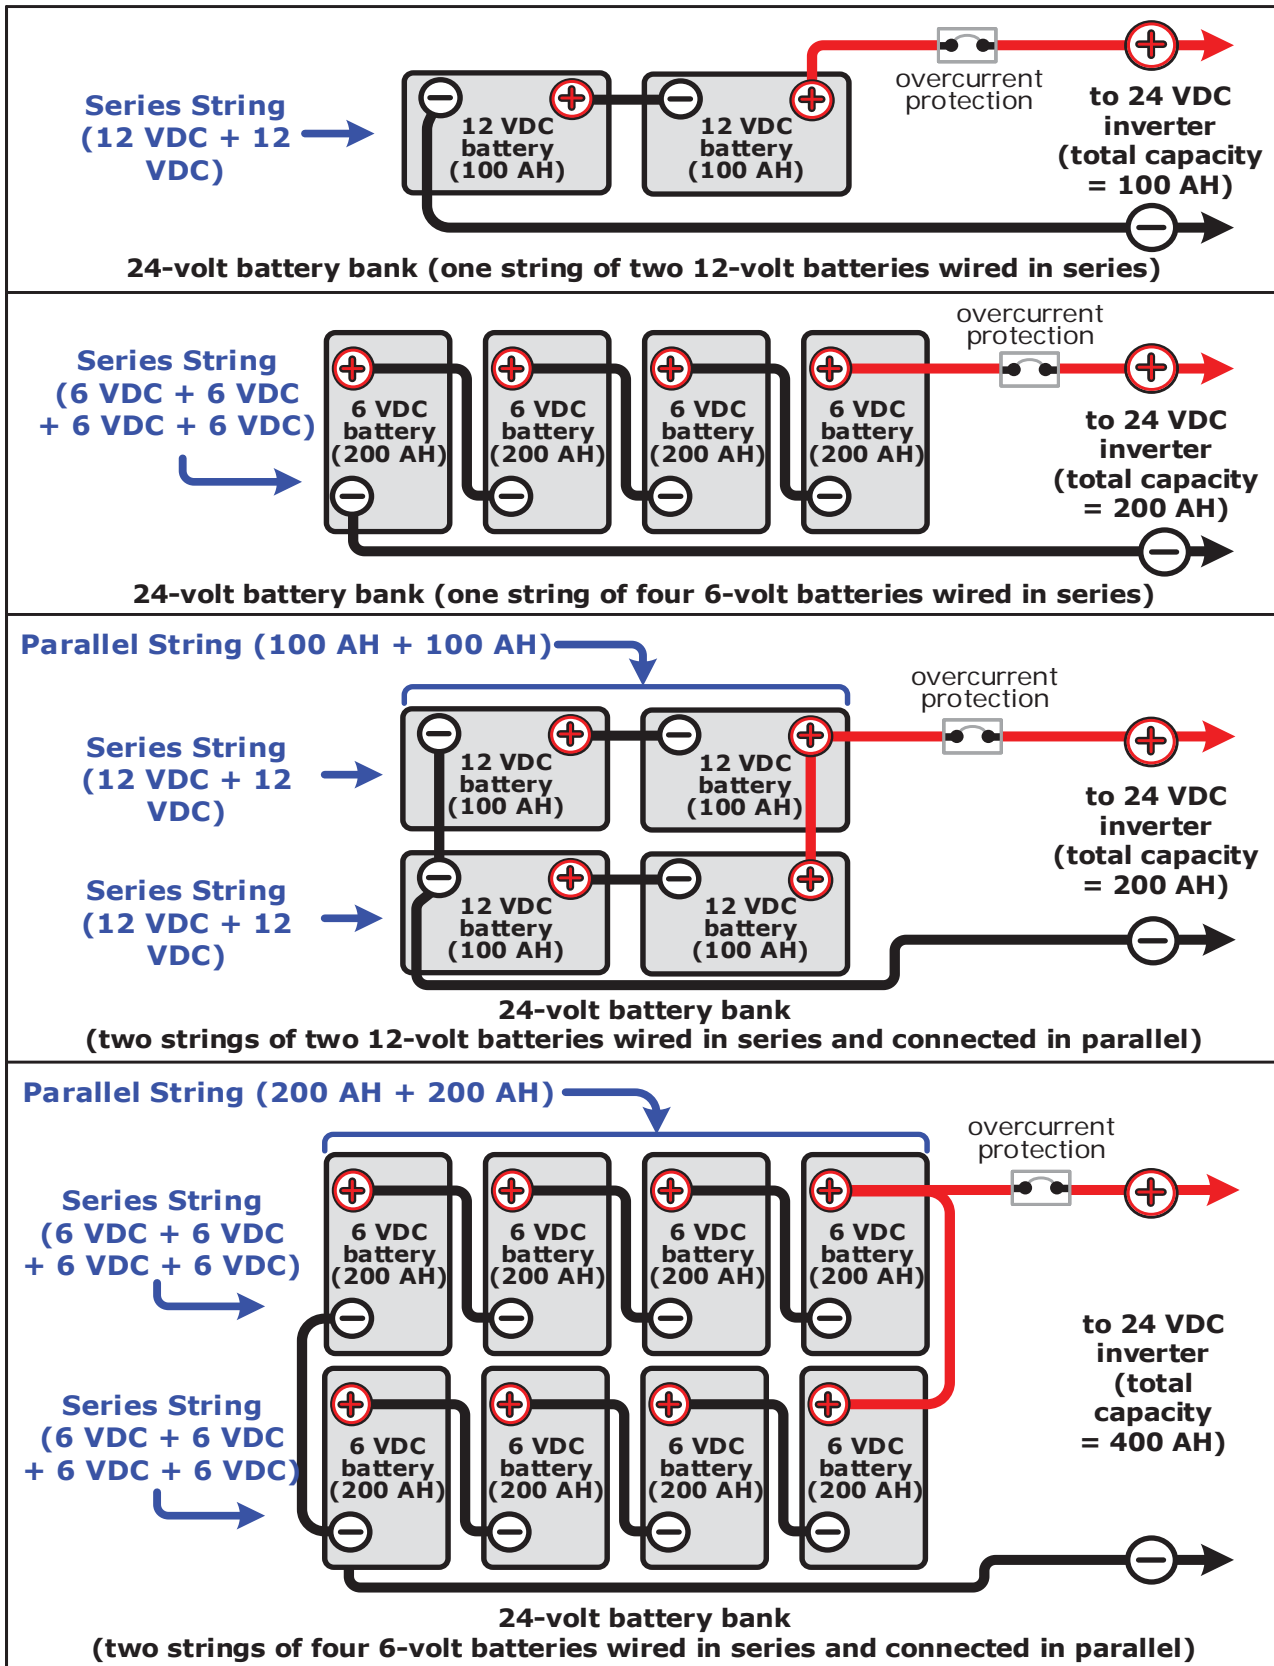 Series String
(12 VDC + 12
VDC)
12 VDC
battery
(100 AH)
12 VDC
battery
(100 AH)
overcurrent
protection
to 24 VDC
inverter
(total capacity
= 100 AH)
24-volt battery bank (one string of two 12-volt batteries wired in series)
Series String
(6 VDC + 6 VDC
+ 6 VDC + 6 VDC)
6 VDC
battery
(200 AH)
6 VDC
battery
(200 AH)
6 VDC
battery
(200 AH)
6 VDC
battery
(200 AH)
overcurrent
protection
to 24 VDC
inverter
(total capacity
= 200 AH)
24-volt battery bank (one string of four 6-volt batteries wired in series)
Parallel String (100 AH + 100 AH)
Series String
(12 VDC + 12
VDC)
12 VDC
battery
(100 AH)
12 VDC
battery
(100 AH)
overcurrent
protection
Series String
(12 VDC + 12
VDC)
12 VDC
battery
(100 AH)
12 VDC
battery
(100 AH)
to 24 VDC
inverter
(total capacity
= 200 AH)
24-volt battery bank
(two strings of two 12-volt batteries wired in series and connected in parallel)
Parallel String (200 AH + 200 AH)
Series String
(6 VDC + 6 VDC
+ 6 VDC + 6 VDC)
6 VDC
battery
(200 AH)
6 VDC
battery
(200 AH)
6 VDC
battery
(200 AH)
6 VDC
battery
(200 AH)
overcurrent
protection
Series String
(6 VDC + 6 VDC
+ 6 VDC + 6 VDC)
6 VDC
battery
(200 AH)
6 VDC
battery
(200 AH)
6 VDC
battery
(200 AH)
6 VDC
battery
(200 AH)
to 24 VDC
inverter
(total
capacity
= 400 AH)
24-volt battery bank
(two strings of four 6-volt batteries wired in series and connected in parallel)